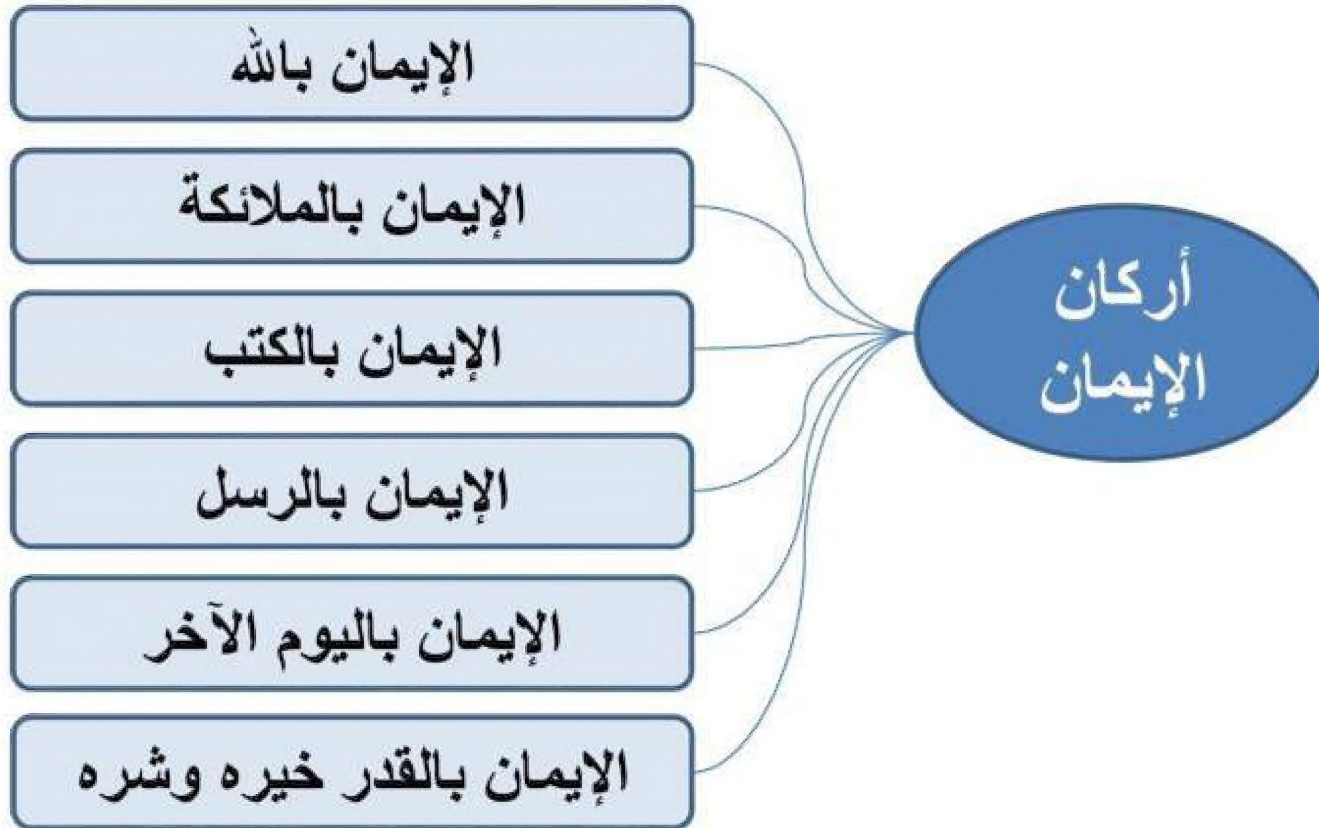 أركان
الإيمان
الإيمان بالله
الإيمان بالملائكة
الإيمان بالكتب
الإيمان بالرسل
الإيمان باليوم الآخر
الإيمان بالقدر خيره وشره